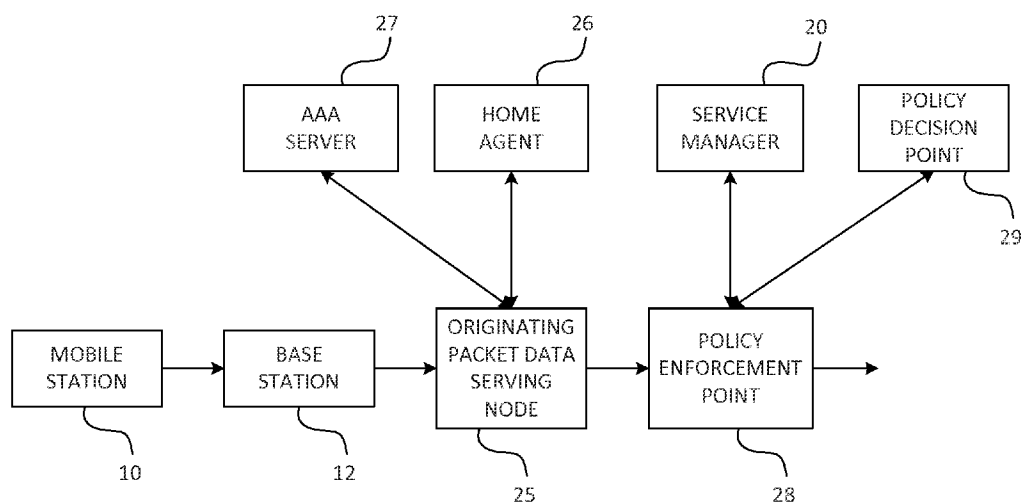 27
26
20
AAA
SERVER
HOME
AGENT
SERVICE
MANAGER
POLICY
DECISION
POINT
29
MOBILE
STATION
BASE
STATION
ORIGINATING
PACKET DATA
SERVING
NODE
POLICY
ENFORCEMENT
POINT
10
12
25
28